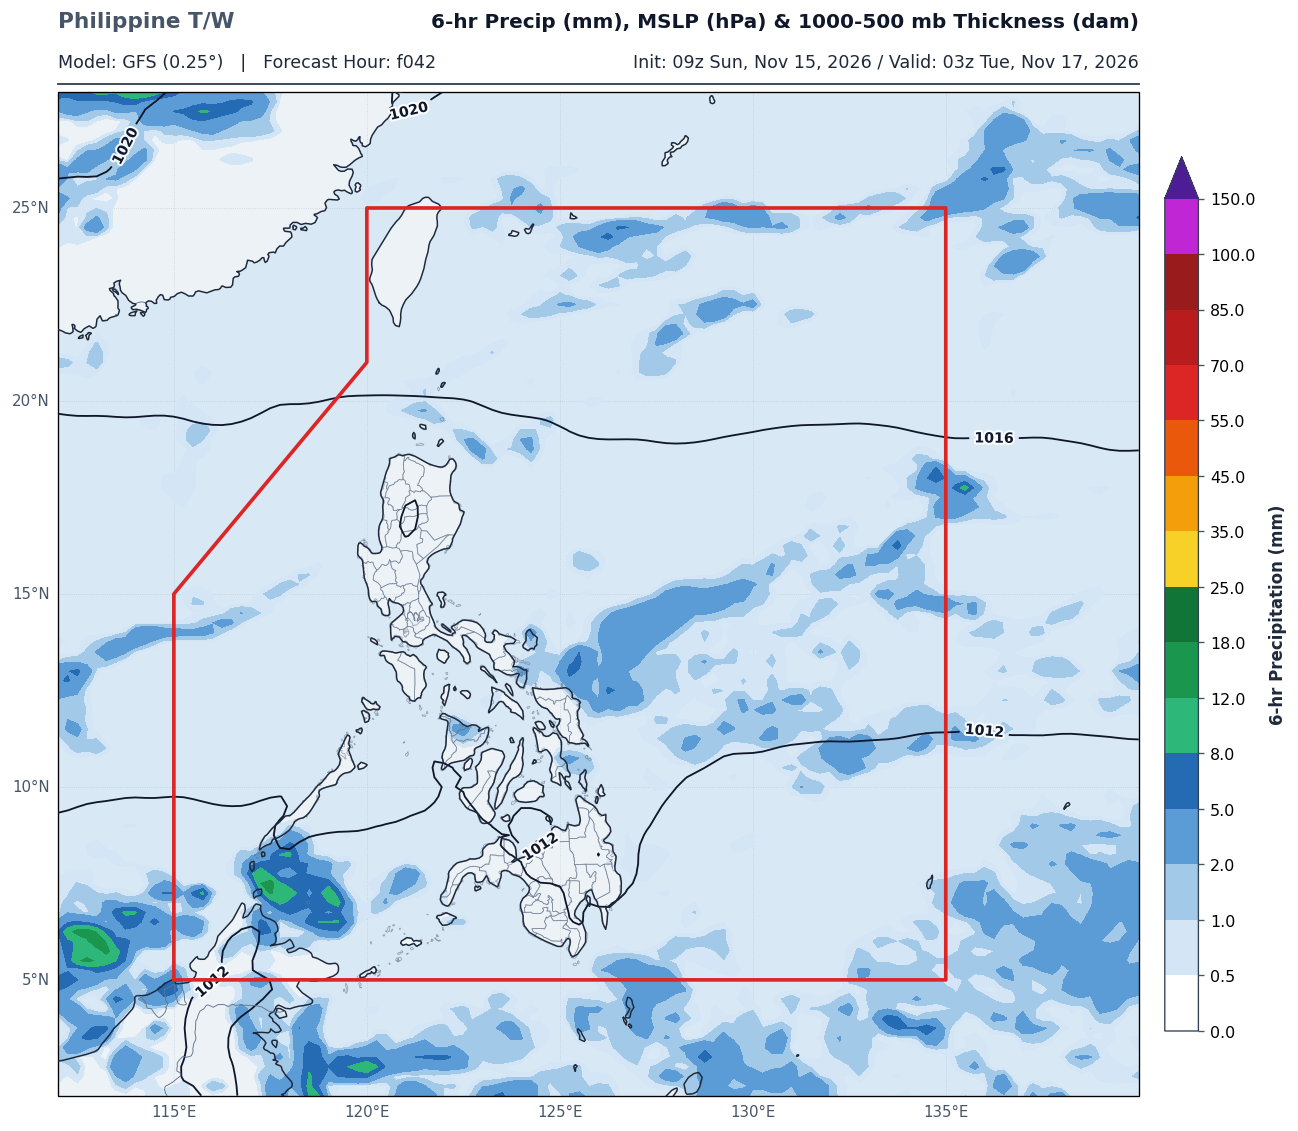 Philippine T/W
6-hr Precip (mm), MSLP (hPa) & 1000-500 mb Thickness (dam)
Model: GFS (0.25°) | Forecast Hour: f042
Init: 09z Sun, Nov 15, 2026 / Valid: 03z Tue, Nov 17, 2026
1020
1020
25°N
20°N
1016
15°N
1012
10°N
1012
5°N
1012
115°E
120°E
125°E
130°E
135°E
150.0
100.0
85.0
70.0
55.0
45.0
35.0
25.0
18.0
12.0
8.0
5.0
2.0
1.0
0.5
0.0
6-hr Precipitation (mm)